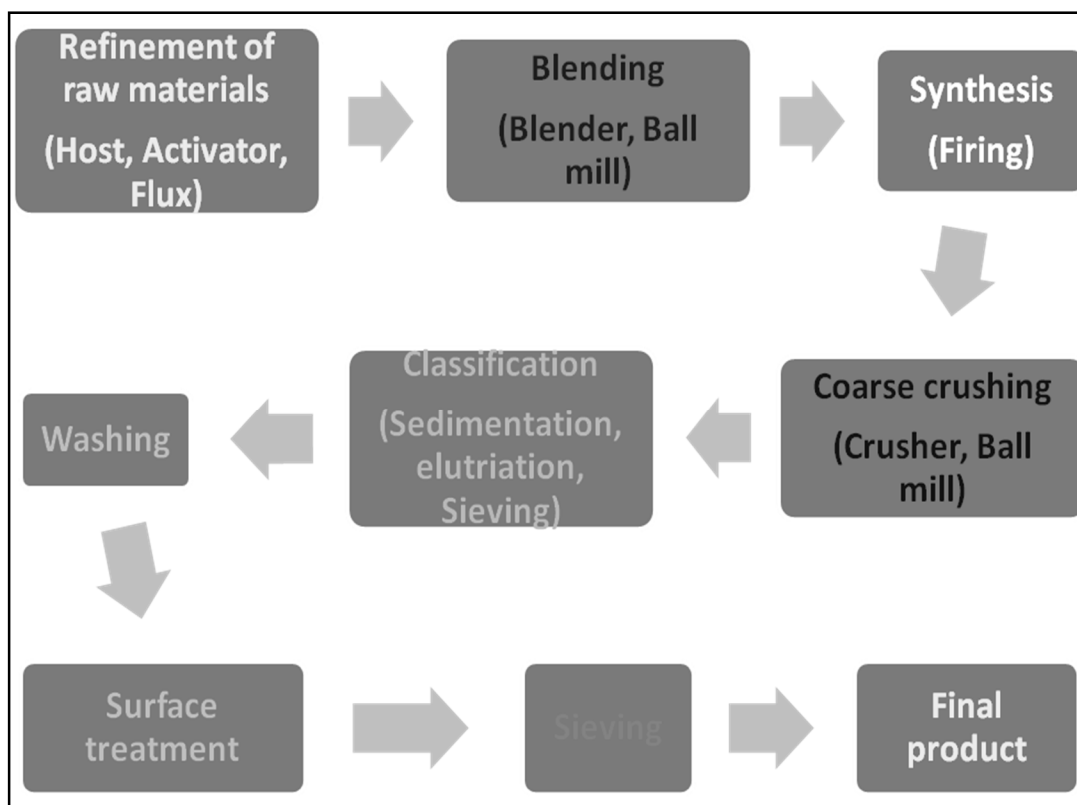 Refinement of
raw materials
(Host, Activator,
Flux)
Blending
(Blender, Ball
mill)
Synthesis
(Firing)
Coarse crushing
(Crusher, Ball
mill)
Classification
(Sedimentation,
elutriation,
Sieving)
Washing
Surface
treatment
Sieving
Final
product